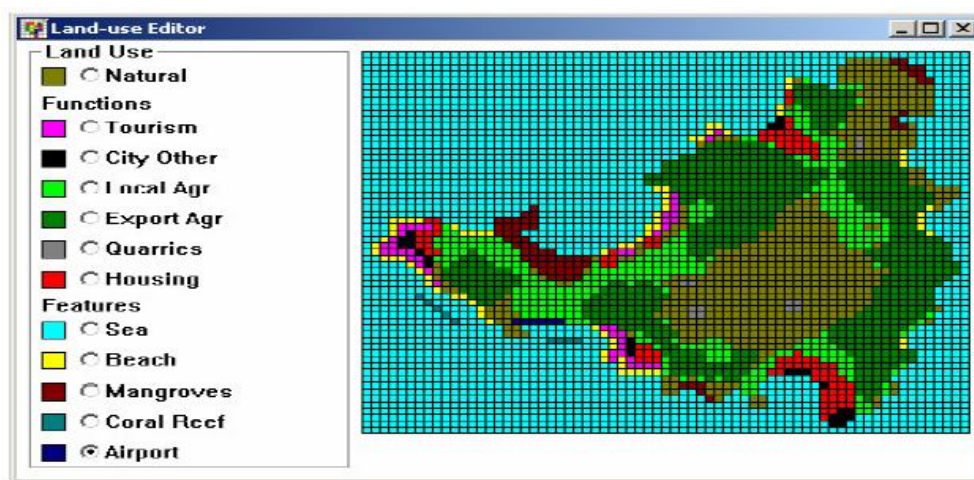 Land-use Editor
Land Use
Natural
Functions
Tourism
City Other
Local Agr
Export Agr
Quarrics
Housing
Features
Sea
Beach
Mangroves
Coral Reef
Airport